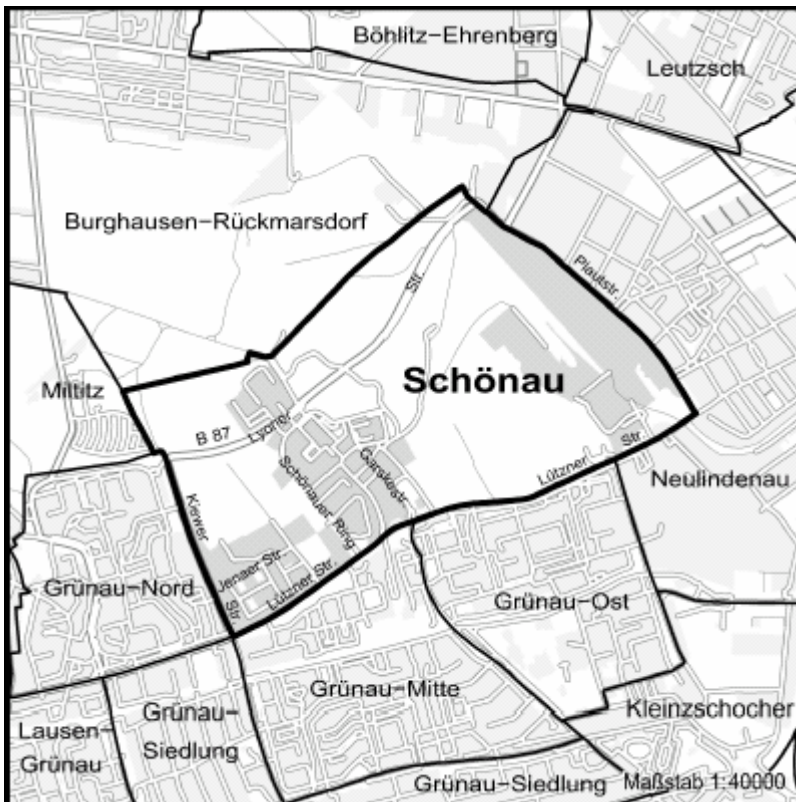 Böhlitz-Ehrenberg
Leutzsch
Burghausen-Rückmarsdorf
Plautstr.
Str.
Schönau
Miltitz
B 87
Lyoner
Garskestr.
Schönauer Ring
Lützner Str
Neulindenau
Kiewer
Str
Jenaer Str.
Lützner Str.
Grünau-Nord
Grünau-Ost
Grünau-Mitte
Kleinzschocher
Lausen-
Grünau
Grünau-
Siedlung
Grünau-Siedlung
Maßstab 1:40000